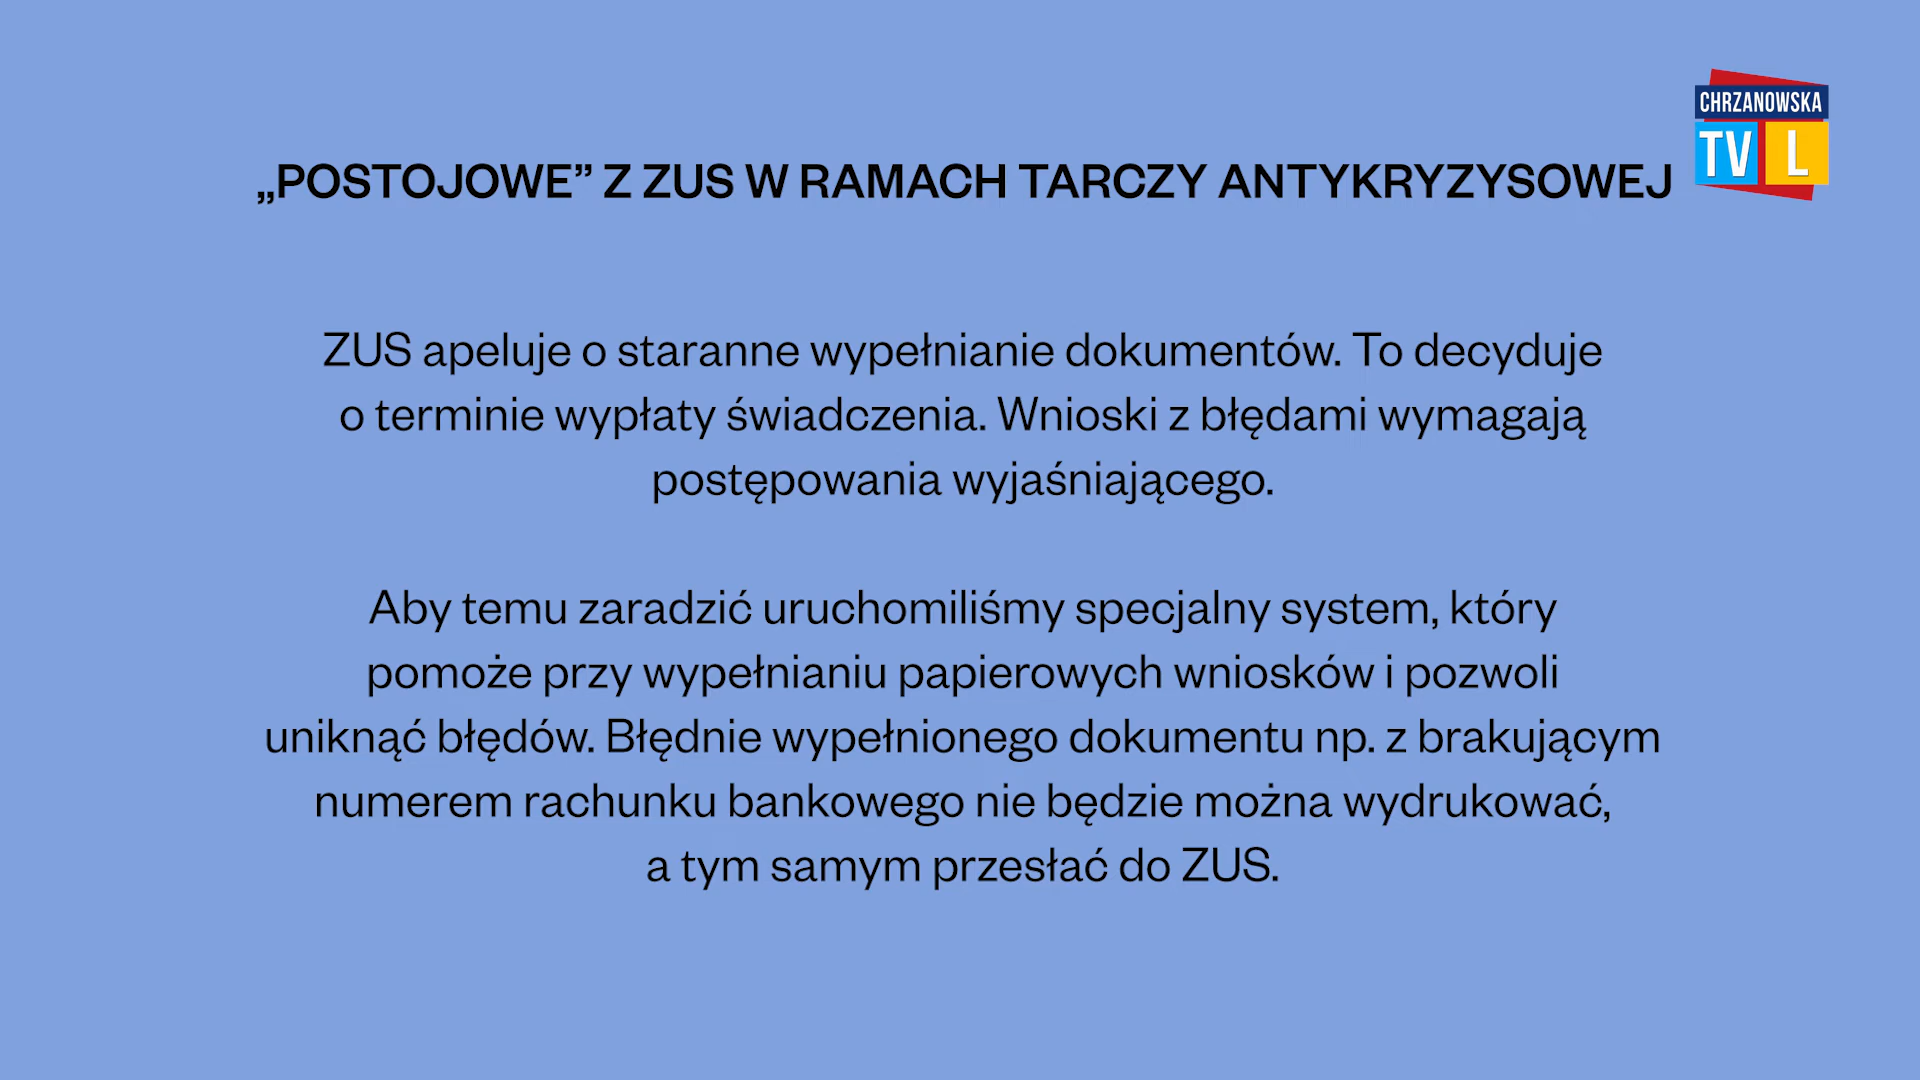 CHRZANOWSKA
TV L
„POSTOJOWE” Z ZUS W RAMACH TARCZY ANTYKRYZYSOWEJ
ZUS apeluje o staranne wypełnianie dokumentów. To decyduje
o terminie wypłaty świadczenia. Wnioski z błędami wymagają
postępowania wyjaśniającego.
Aby temu zaradzić uruchomiliśmy specjalny system, który
pomoże przy wypełnianiu papierowych wniosków i pozwoli
uniknąć błędów. Błędnie wypełnionego dokumentu np. z brakującym
numerem rachunku bankowego nie będzie można wydrukować,
a tym samym przesłać do ZUS.